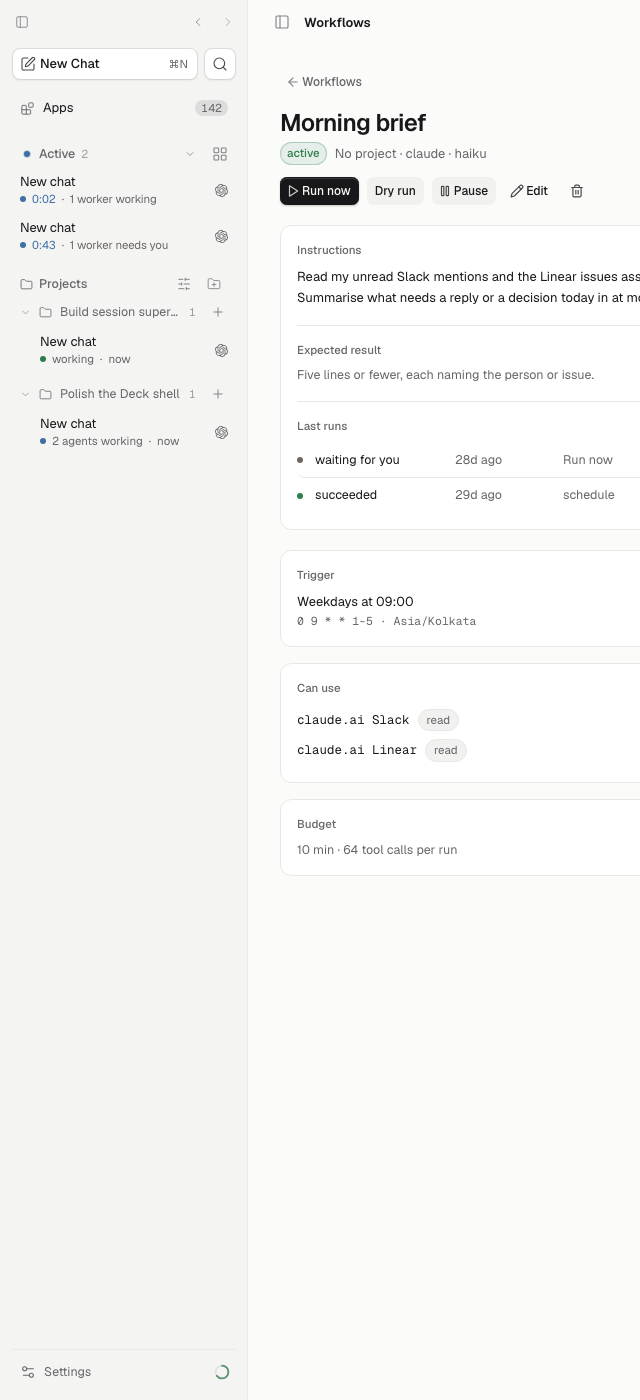 Workflows
New Chat ⌘N
Apps 142
Active 2
New chat
0:02 · 1 worker working
New chat
0:43 · 1 worker needs you
Projects
Build session super… 1
New chat
working · now
Polish the Deck shell 1
New chat
2 agents working · now
Settings
Workflows
Morning brief
active No project · claude · haiku
Run now Dry run Pause Edit
Instructions
Read my unread Slack mentions and the Linear issues
Summarise what needs a reply or a decision today in at
Expected result
Five lines or fewer, each naming the person or issue.
Last runs
waiting for you 28d ago Run now
succeeded 29d ago schedule
Trigger
Weekdays at 09:00
0 9 * * 1-5 · Asia/Kolkata
Can use
claude.ai Slack read
claude.ai Linear read
Budget
10 min · 64 tool calls per run